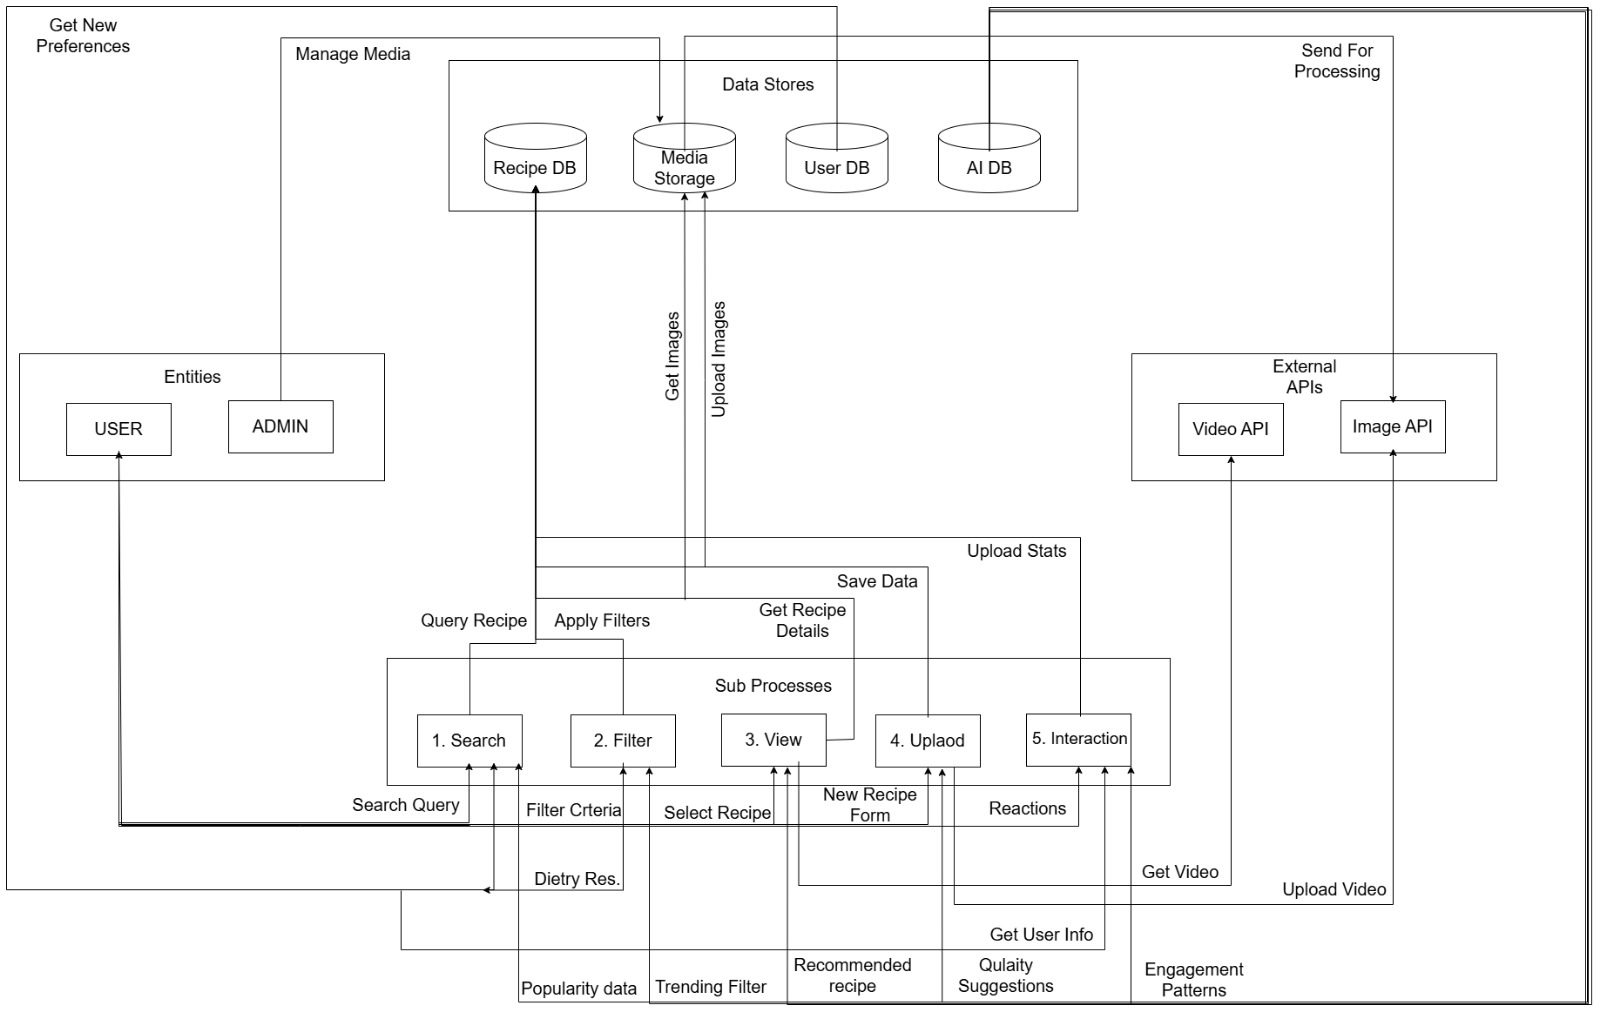 Get New
Preferences
Manage Media
Send For
Processing
Data Stores
Recipe DB
Media
Storage
User DB
AI DB
Get Images
Upload Images
Entities
USER
ADMIN
External
APIs
Video API
Image API
Upload Stats
Save Data
Query Recipe
Apply Filters
Get Recipe
Details
Sub Processes
1. Search
2. Filter
3. View
4. Uplaod
5. Interaction
Search Query
Filter Crteria
Select Recipe
New Recipe
Form
Reactions
Dietry Res.
Get Video
Upload Video
Get User Info
Popularity data
Trending Filter
Recommended
recipe
Qulaity
Suggestions
Engagement
Patterns